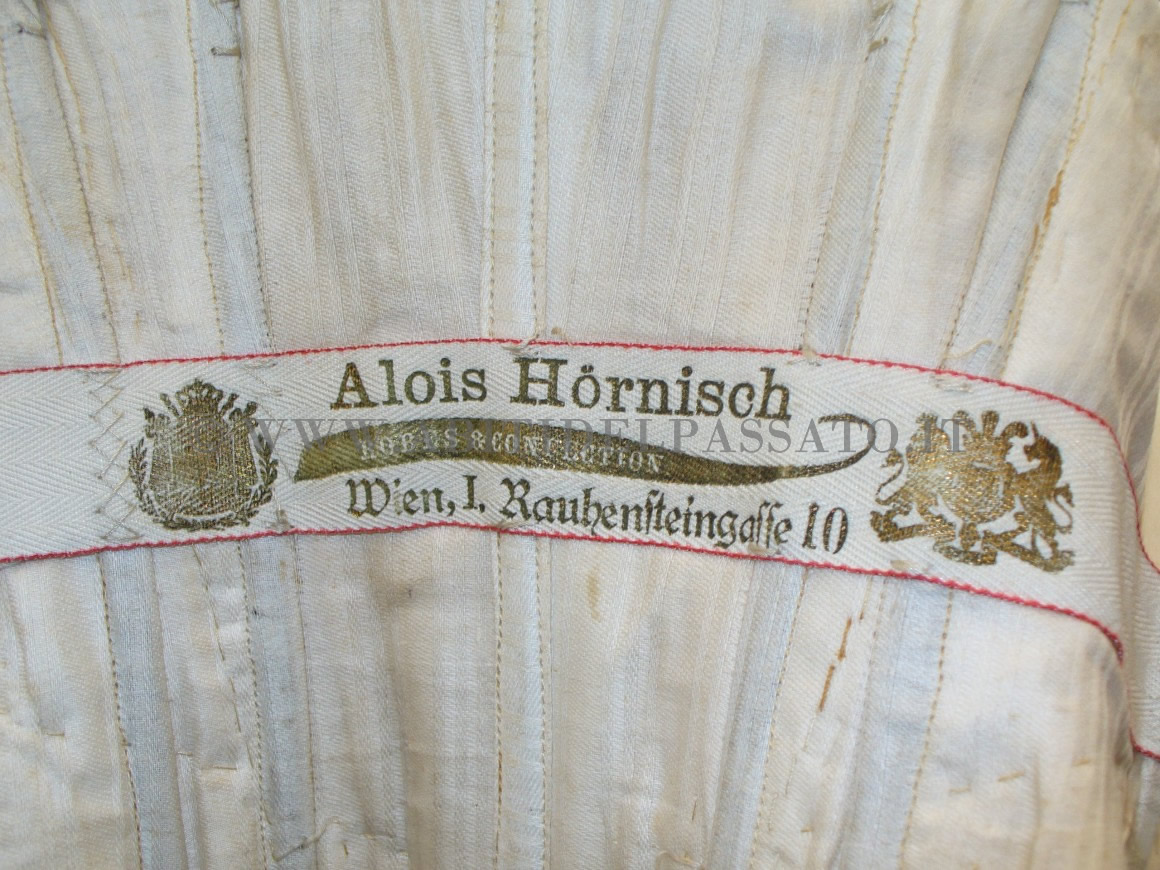 Alois Hörnisch
ROBES & CONFECTION
Wien, I. Rauhensteingasse 10